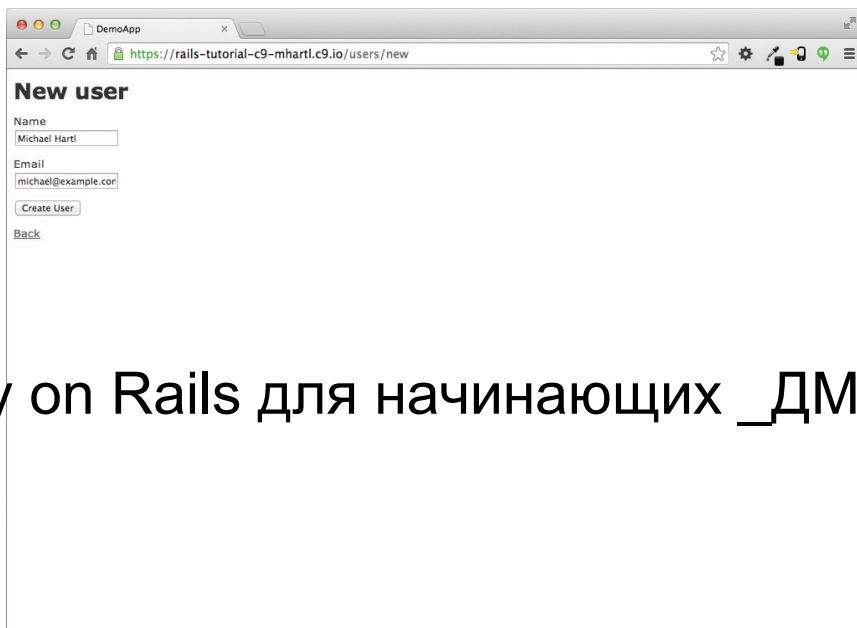 DemoApp
https://rails-tutorial-c9-mhartl.c9.io/users/new
New user
Name
Michael Hartl
Email
michael@example.com
Create User
Back
y on Rails для начинающих _ДМ